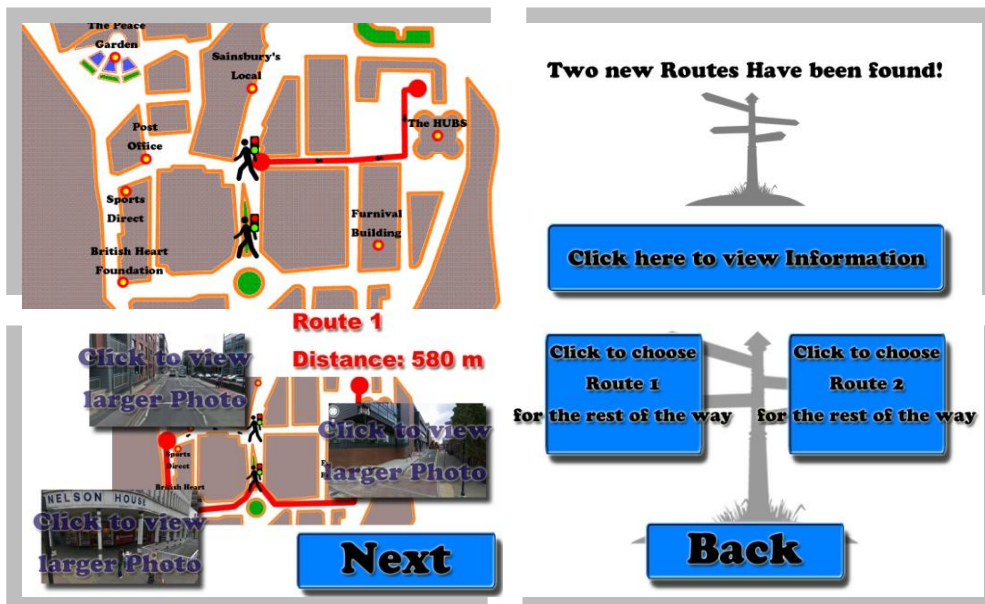 The Peace
Garden
Sainsbury's
Local
The HUBS
Post
Office
Sports
Direct
Furnival
Building
British Heart
Foundation
Two new Routes Have been found!
Click here to view Information
Route 1
Distance: 580 m
Click to view
larger Photo
Click to view
larger Photo
Sports
Direct
British Heart
NELSON HOUSE
Click to view
larger Photo
Next
Click to choose
Route 1
for the rest of the way
Click to choose
Route 2
for the rest of the way
Back